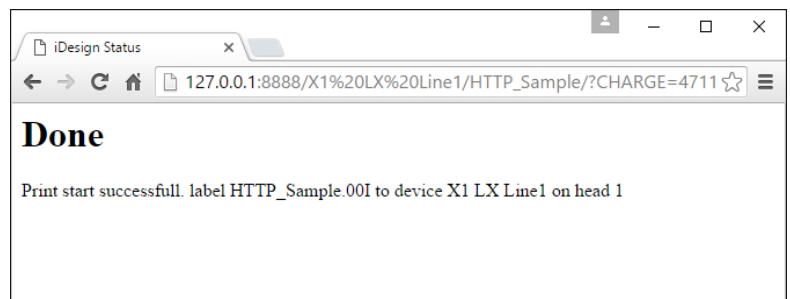 iDesign Status
127.0.0.1:8888/X1%20LX%20Line1/HTTP_Sample/?CHARGE=4711
Done
Print start successfull. label HTTP_Sample.00I to device X1 LX Line1 on head 1